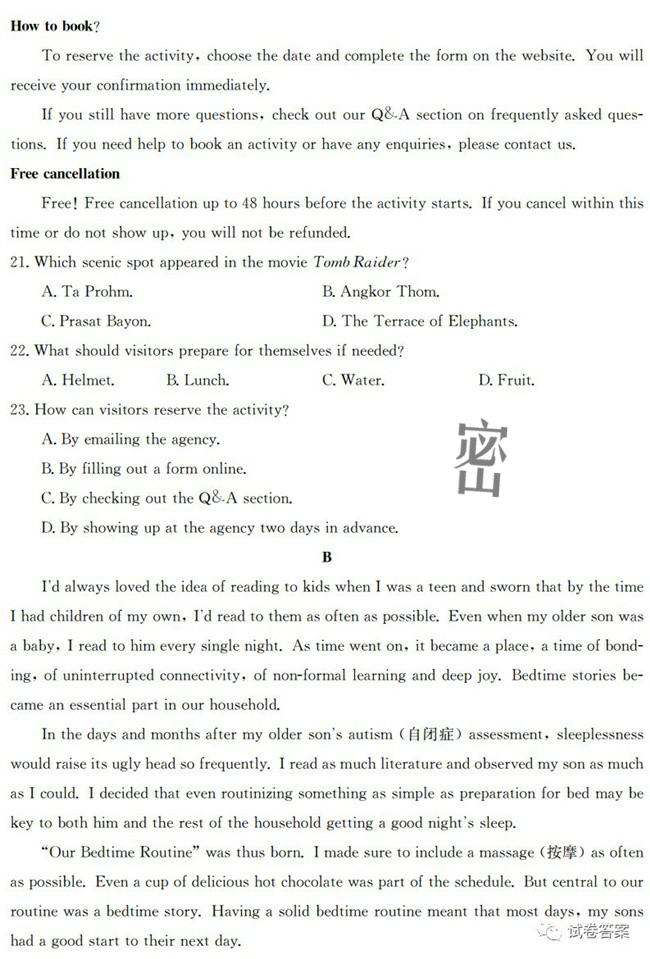 How to book?
To reserve the activity, choose the date and complete the form on the website. You will
receive your confirmation immediately.
If you still have more questions, check out our Q&A section on frequently asked ques-
tions. If you need help to book an activity or have any enquiries, please contact us.
Free cancellation
Free! Free cancellation up to 48 hours before the activity starts. If you cancel within this
time or do not show up, you will not be refunded.
21. Which scenic spot appeared in the movie Tomb Raider?
A. Ta Prohm. B. Angkor Thom.
C. Prasat Bayon. D. The Terrace of Elephants.
22. What should visitors prepare for themselves if needed?
A. Helmet. B. Lunch. C. Water. D. Fruit.
23. How can visitors reserve the activity?
A. By emailing the agency.
B. By filling out a form online.
C. By checking out the Q&A section.
D. By showing up at the agency two days in advance.
密
B
I'd always loved the idea of reading to kids when I was a teen and sworn that by the time
I had children of my own, I'd read to them as often as possible. Even when my older son was
a baby, I read to him every single night. As time went on, it became a place, a time of bond-
ing, of uninterrupted connectivity, of non-formal learning and deep joy. Bedtime stories be-
came an essential part in our household.
In the days and months after my older son's autism (自闭症) assessment, sleeplessness
would raise its ugly head so frequently. I read as much literature and observed my son as much
as I could. I decided that even routinizing something as simple as preparation for bed may be
key to both him and the rest of the household getting a good night's sleep.
"Our Bedtime Routine" was thus born. I made sure to include a massage (按摩) as often
as possible. Even a cup of delicious hot chocolate was part of the schedule. But central to our
routine was a bedtime story. Having a solid bedtime routine meant that most days, my sons
had a good start to their next day.
试卷答案